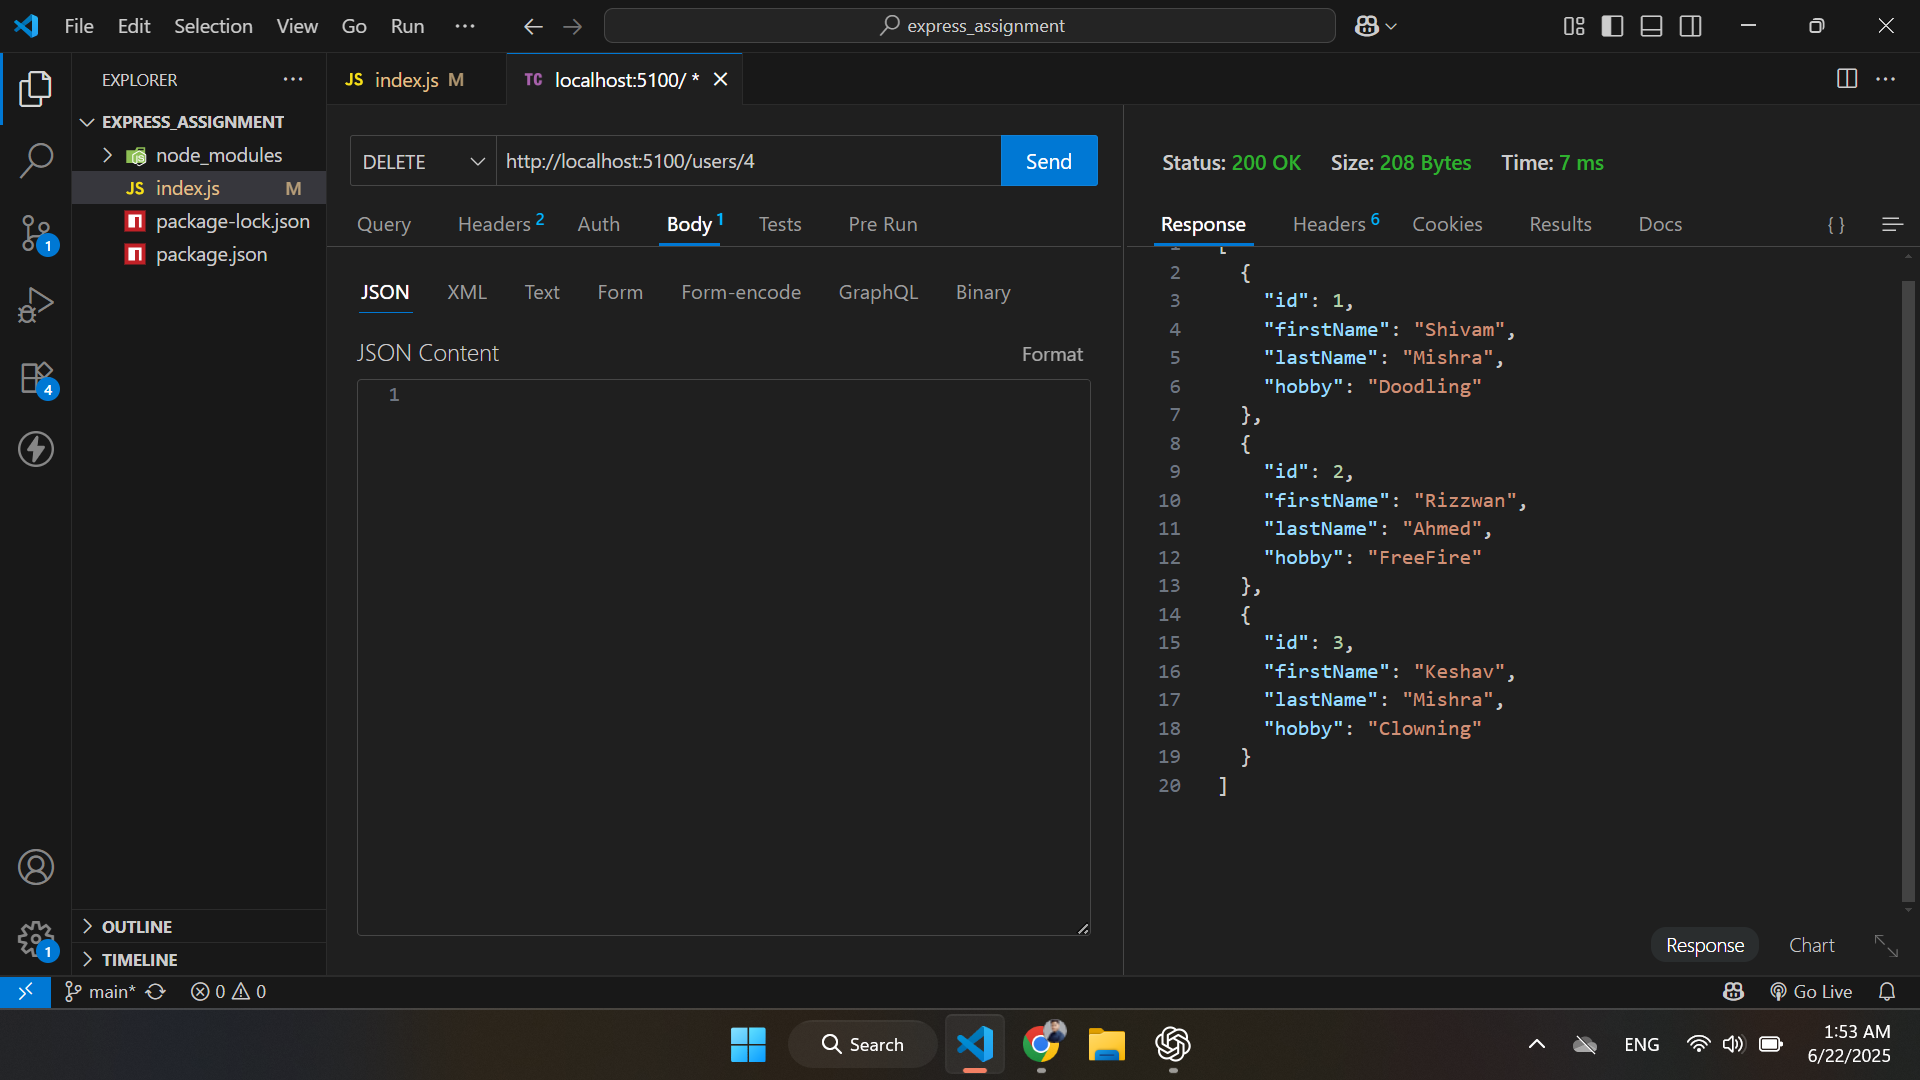 File Edit Selection View Go Run ···
express_assignment
EXPLORER ···
EXPRESS_ASSIGNMENT
node_modules
JS index.js M
package-lock.json
package.json
1
4
1
OUTLINE
TIMELINE
JS index.js M
TC localhost:5100/ *
DELETE http://localhost:5100/users/4 Send
Query Headers 2 Auth Body 1 Tests Pre Run
JSON XML Text Form Form-encode GraphQL Binary
JSON Content Format
1
Status: 200 OK Size: 208 Bytes Time: 7 ms
Response Headers 6 Cookies Results Docs { }
1 [
2 {
3 "id": 1,
4 "firstName": "Shivam",
5 "lastName": "Mishra",
6 "hobby": "Doodling"
7 },
8 {
9 "id": 2,
10 "firstName": "Rizzwan",
11 "lastName": "Ahmed",
12 "hobby": "FreeFire"
13 },
14 {
15 "id": 3,
16 "firstName": "Keshav",
17 "lastName": "Mishra",
18 "hobby": "Clowning"
19 }
20 ]
Response Chart
main* 0 0 Go Live
Search ENG 1:53 AM
6/22/2025